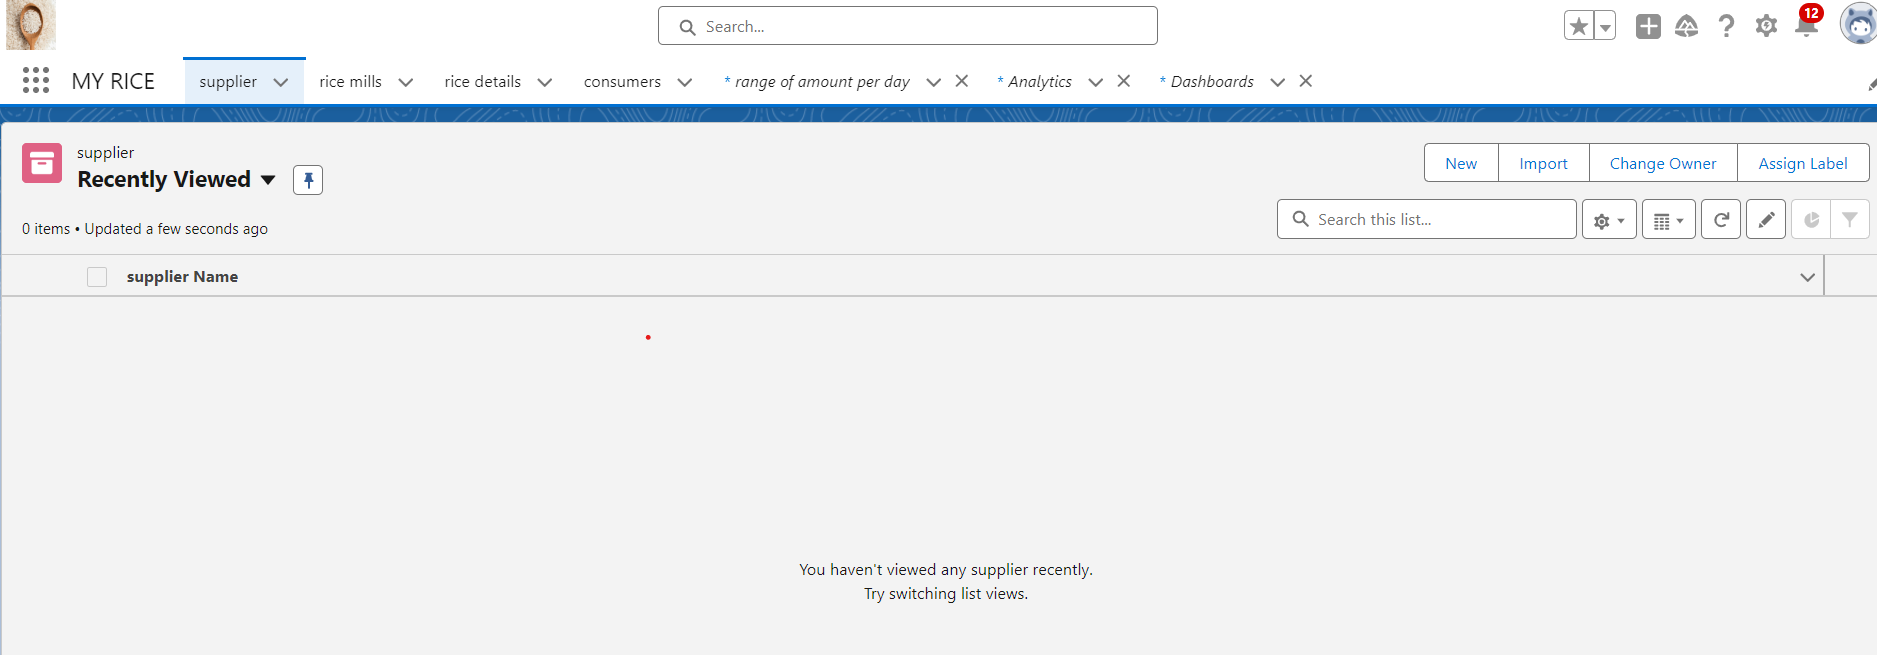 Search...
12
MY RICE
supplier
rice mills
rice details
consumers
* range of amount per day
* Analytics
* Dashboards
supplier
Recently Viewed
New
Import
Change Owner
Assign Label
0 items • Updated a few seconds ago
Search this list...
supplier Name
You haven't viewed any supplier recently.
Try switching list views.